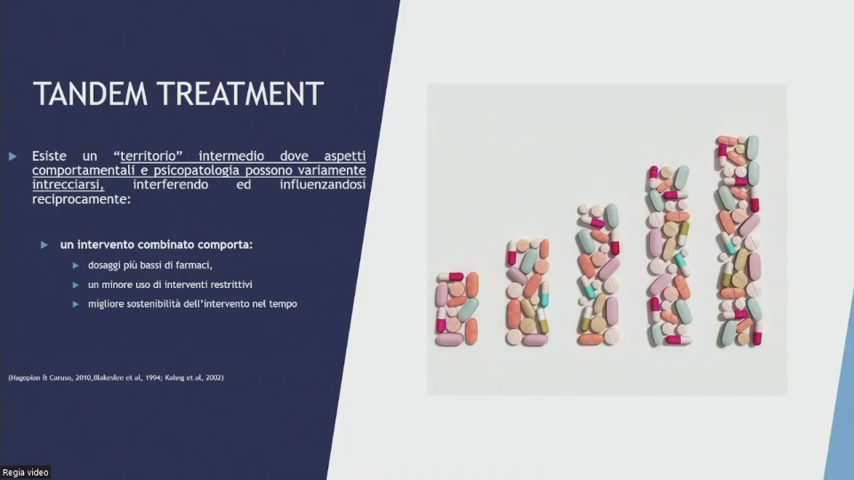 TANDEM TREATMENT
Esiste un “territorio” intermedio dove aspetti
comportamentali e psicopatologia possono variamente
intrecciarsi, interferendo ed influenzandosi
reciprocamente:
un intervento combinato comporta:
dosaggi più bassi di farmaci,
un minore uso di interventi restrittivi
migliore sostenibilità dell’intervento nel tempo
(Hagopian & Caruso, 2010,Blakeslee et al, 1994; Kahng et al, 2002)
Regia video